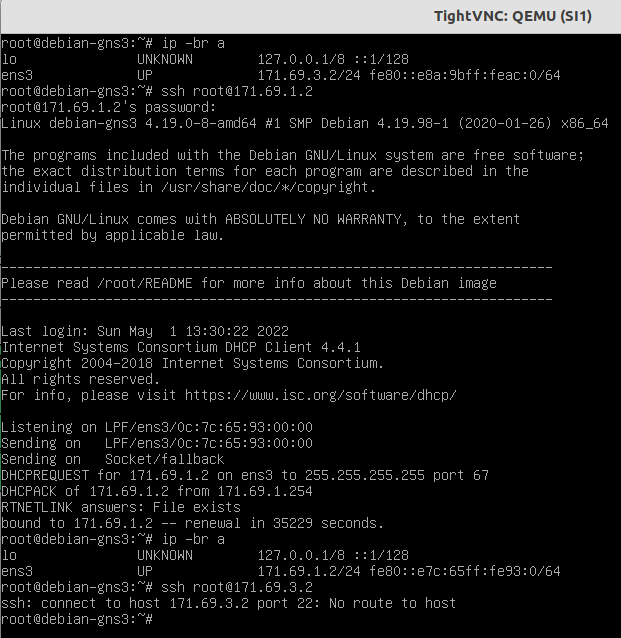 TightVNC: QEMU (SI1)
root@debian-gns3:~# ip -br a
lo               UNKNOWN        127.0.0.1/8 ::1/128
ens3             UP             171.69.3.2/24 fe80::e8a:9bff:feac:0/64
root@debian-gns3:~# ssh root@171.69.1.2
root@171.69.1.2's password:
Linux debian-gns3 4.19.0-8-amd64 #1 SMP Debian 4.19.98-1 (2020-01-26) x86_64
The programs included with the Debian GNU/Linux system are free software;
the exact distribution terms for each program are described in the
individual files in /usr/share/doc/*/copyright.
Debian GNU/Linux comes with ABSOLUTELY NO WARRANTY, to the extent
permitted by applicable law.
---------------------------------------------------------------------
Please read /root/README for more info about this Debian image
---------------------------------------------------------------------
Last login: Sun May  1 13:30:22 2022
Internet Systems Consortium DHCP Client 4.4.1
Copyright 2004-2018 Internet Systems Consortium.
All rights reserved.
For info, please visit https://www.isc.org/software/dhcp/
Listening on LPF/ens3/0c:7c:65:93:00:00
Sending on   LPF/ens3/0c:7c:65:93:00:00
Sending on   Socket/fallback
DHCPREQUEST for 171.69.1.2 on ens3 to 255.255.255.255 port 67
DHCPACK of 171.69.1.2 from 171.69.1.254
RTNETLINK answers: File exists
bound to 171.69.1.2 -- renewal in 35229 seconds.
root@debian-gns3:~# ip -br a
lo               UNKNOWN        127.0.0.1/8 ::1/128
ens3             UP             171.69.1.2/24 fe80::e7c:65ff:fe93:0/64
root@debian-gns3:~# ssh root@171.69.3.2
ssh: connect to host 171.69.3.2 port 22: No route to host
root@debian-gns3:~#